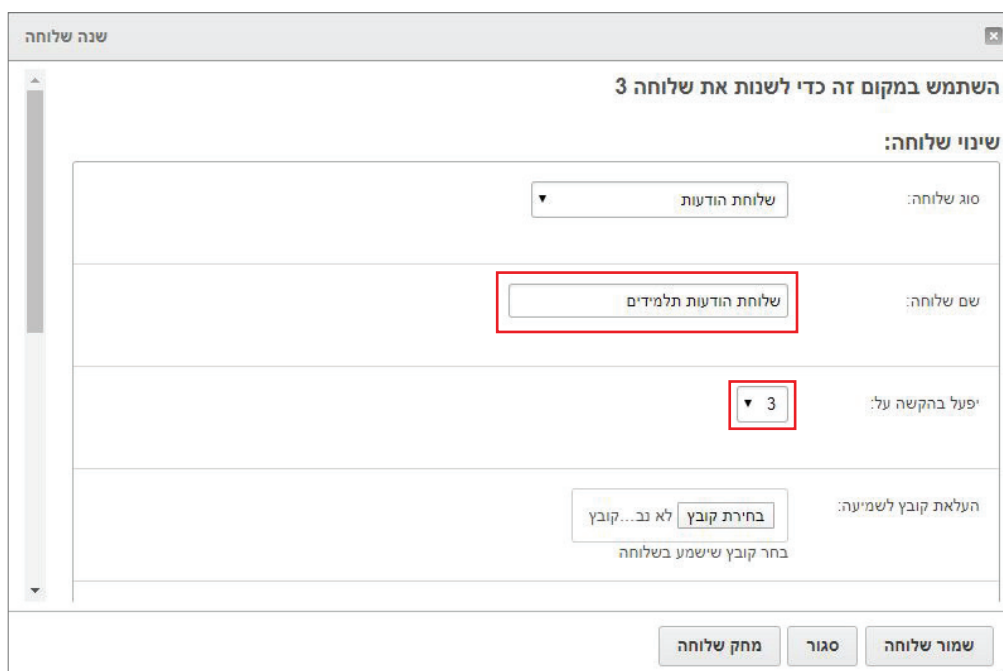 שנה שלוחה
השתמש במקום זה כדי לשנות את שלוחה 3
שינוי שלוחה:
סוג שלוחה: שלוחת הודעות
שם שלוחה: שלוחת הודעות תלמידים
יפעל בהקשה על: 3
העלאת קובץ לשמיעה: בחירת קובץ לא נב...קובץ
בחר קובץ שישמע בשלוחה
שמור שלוחה סגור מחק שלוחה